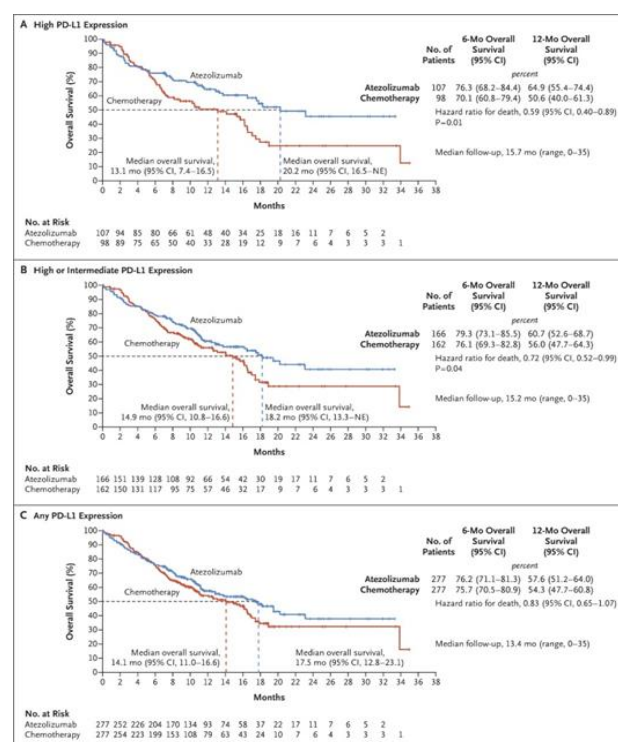 A High PD-L1 Expression
No. of Patients 6-Mo Overall Survival (95% CI) 12-Mo Overall Survival (95% CI)
percent
Atezolizumab 107 76.3 (68.2–84.4) 64.9 (55.4–74.4)
Chemotherapy 98 70.1 (60.8–79.4) 50.6 (40.0–61.3)
Hazard ratio for death, 0.59 (95% CI, 0.40–0.89)
P=0.01
Median follow-up, 15.7 mo (range, 0–35)
Overall Survival (%)
100
90
80
70
60
50
40
30
20
10
0
Atezolizumab
Chemotherapy
Median overall survival,
13.1 mo (95% CI, 7.4–16.5)
Median overall survival,
20.2 mo (95% CI, 16.5–NE)
0 2 4 6 8 10 12 14 16 18 20 22 24 26 28 30 32 34 36 38
Months
No. at Risk
Atezolizumab 107 94 85 80 66 61 48 40 34 25 18 16 11 7 6 5 2
Chemotherapy 98 89 75 65 50 40 33 28 19 12 9 7 6 4 3 3 3 1
B High or Intermediate PD-L1 Expression
No. of Patients 6-Mo Overall Survival (95% CI) 12-Mo Overall Survival (95% CI)
percent
Atezolizumab 166 79.3 (73.1–85.5) 60.7 (52.6–68.7)
Chemotherapy 162 76.1 (69.3–82.8) 56.0 (47.7–64.3)
Hazard ratio for death, 0.72 (95% CI, 0.52–0.99)
P=0.04
Median follow-up, 15.2 mo (range, 0–35)
Overall Survival (%)
100
90
80
70
60
50
40
30
20
10
0
Atezolizumab
Chemotherapy
Median overall survival,
14.9 mo (95% CI, 10.8–16.6)
Median overall survival,
18.2 mo (95% CI, 13.3–NE)
0 2 4 6 8 10 12 14 16 18 20 22 24 26 28 30 32 34 36 38
Months
No. at Risk
Atezolizumab 166 151 139 128 108 92 66 54 42 30 19 17 11 7 6 5 2
Chemotherapy 162 150 131 117 95 75 57 46 32 17 9 7 6 4 3 3 3 1
C Any PD-L1 Expression
No. of Patients 6-Mo Overall Survival (95% CI) 12-Mo Overall Survival (95% CI)
percent
Atezolizumab 277 76.2 (71.1–81.3) 57.6 (51.2–64.0)
Chemotherapy 277 75.7 (70.5–80.9) 54.3 (47.7–60.8)
Hazard ratio for death, 0.83 (95% CI, 0.65–1.07)
Median follow-up, 13.4 mo (range, 0–35)
Overall Survival (%)
100
90
80
70
60
50
40
30
20
10
0
Atezolizumab
Chemotherapy
Median overall survival,
14.1 mo (95% CI, 11.0–16.6)
Median overall survival,
17.5 mo (95% CI, 12.8–23.1)
0 2 4 6 8 10 12 14 16 18 20 22 24 26 28 30 32 34 36 38
Months
No. at Risk
Atezolizumab 277 252 226 204 170 134 93 74 58 37 22 17 11 7 6 5 2
Chemotherapy 277 254 223 199 153 108 79 63 43 24 10 7 6 4 3 3 3 1